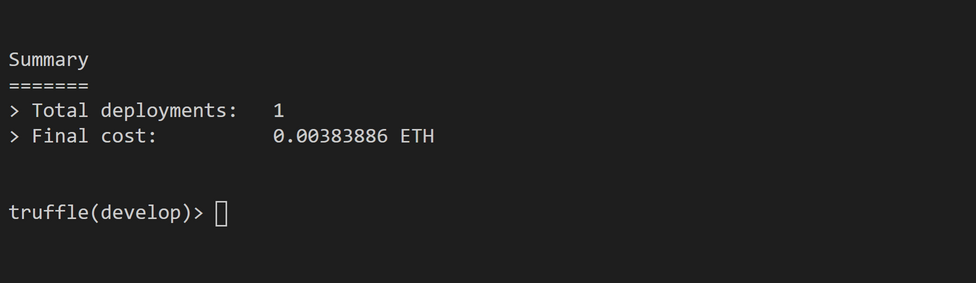 Summary
=======
> Total deployments:   1
> Final cost:          0.00383886 ETH
truffle(develop)>